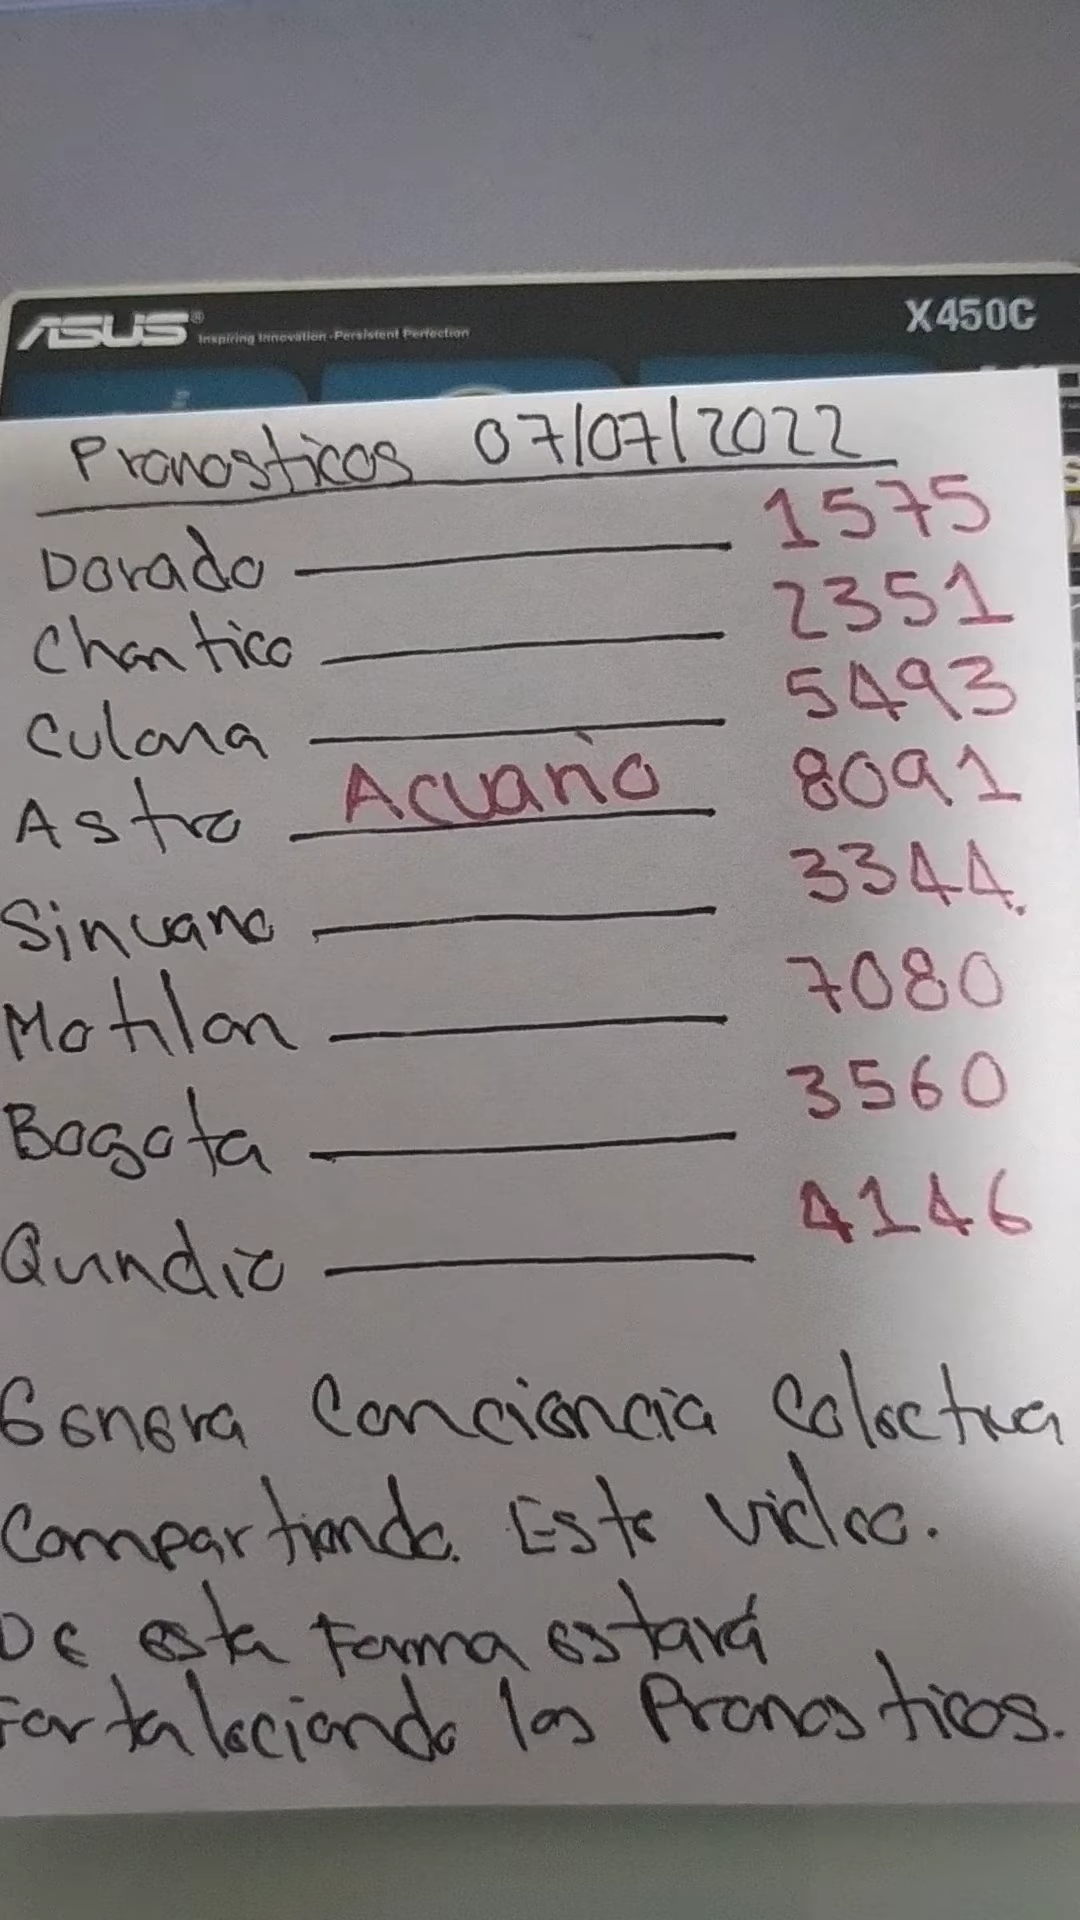 ASUS® Inspiring Innovation · Persistent Perfection X450C
Pronosticos 07/07/2022
Dorado 1575
Chontico 2351
Culona 5493
Astro Acuario 8091
Sinuano 3344.
Motilon 7080
Bogota 3560
Quindio 4146
Genera Conciencia Colectiva
Compartiendo. Este video.
De esta Forma estará
Fortaleciendo los Pronosticos.